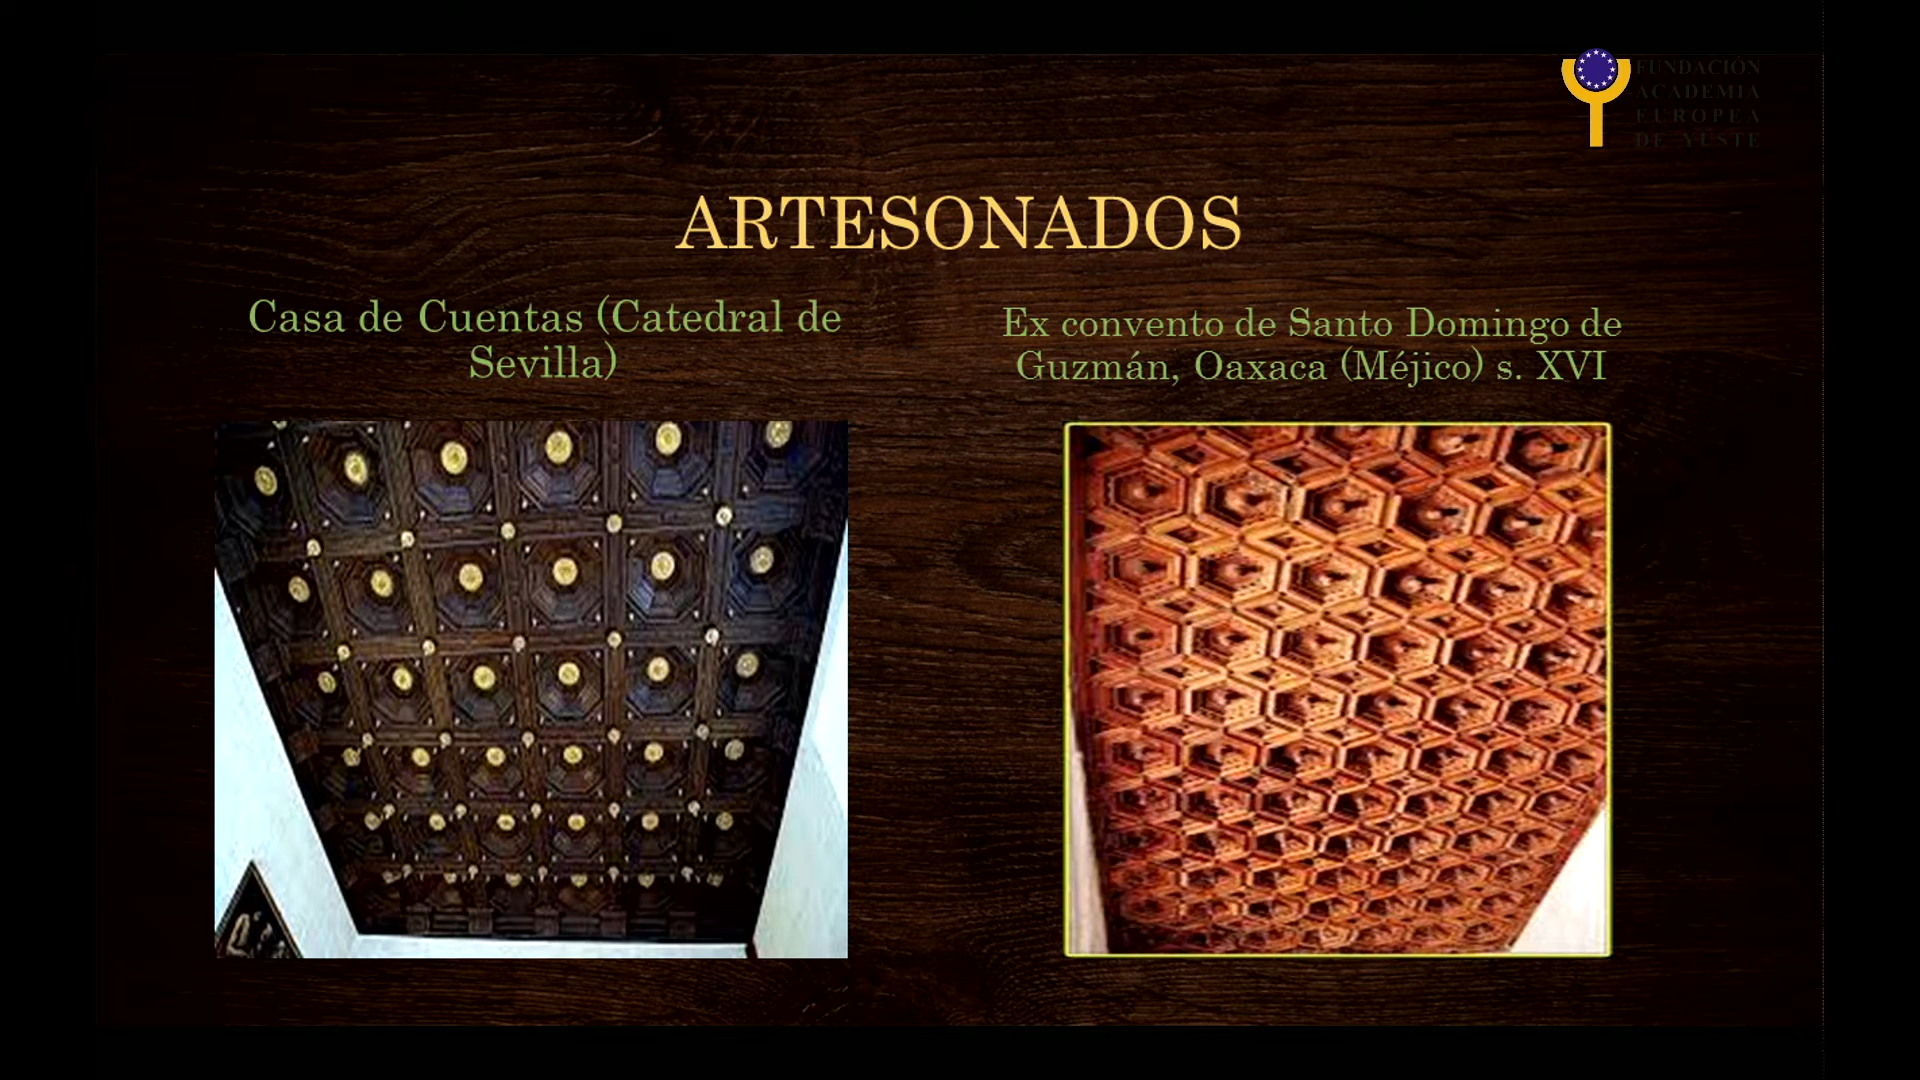 FUNDACIÓN
ACADEMIA
EUROPEA
DE YUSTE
ARTESONADOS
Casa de Cuentas (Catedral de
Sevilla)
Ex convento de Santo Domingo de
Guzmán, Oaxaca (Méjico) s. XVI